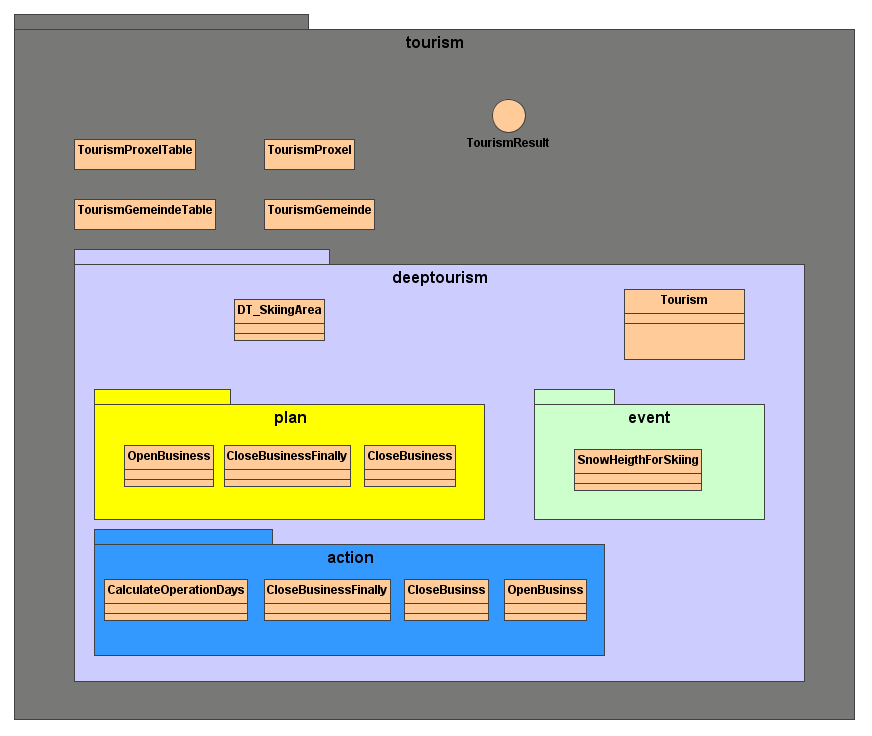 tourism
TourismResult
TourismProxelTable
TourismProxel
TourismGemeindeTable
TourismGemeinde
deeptourism
DT_SkiingArea
Tourism
plan
OpenBusiness
CloseBusinessFinally
CloseBusiness
event
SnowHeigthForSkiing
action
CalculateOperationDays
CloseBusinessFinally
CloseBusinss
OpenBusinss